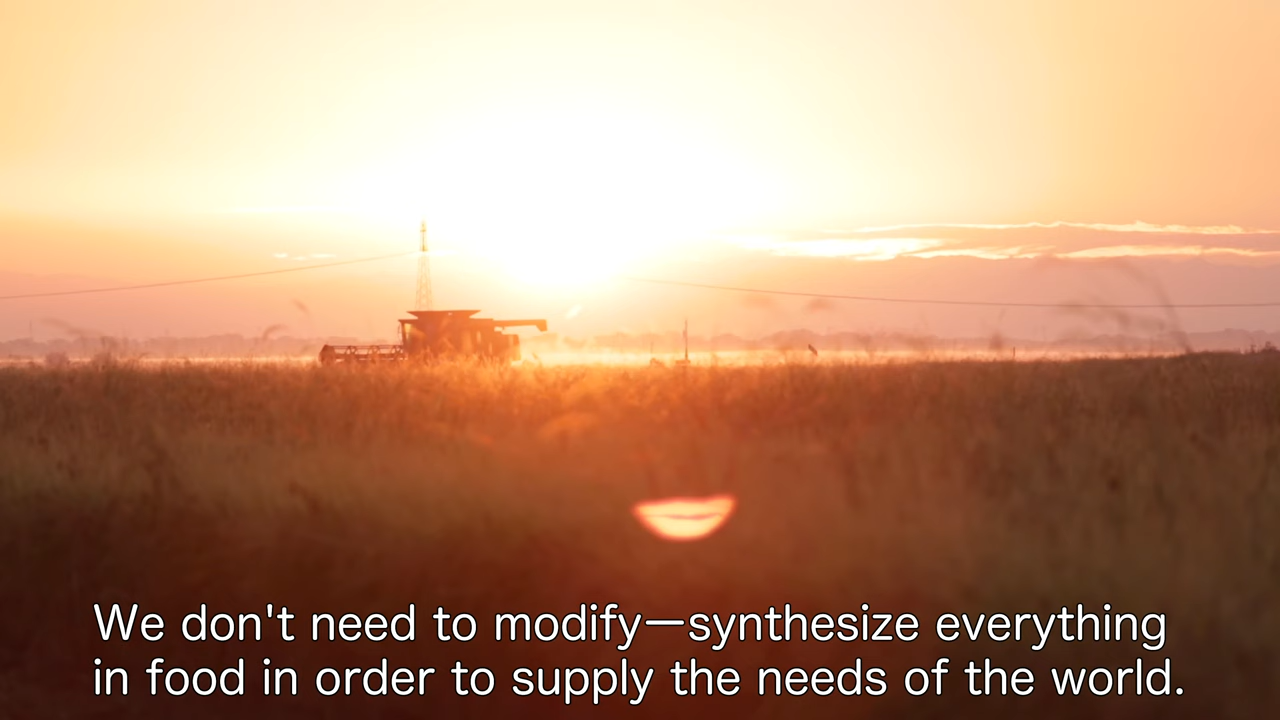 We don't need to modify—synthesize everything
in food in order to supply the needs of the world.